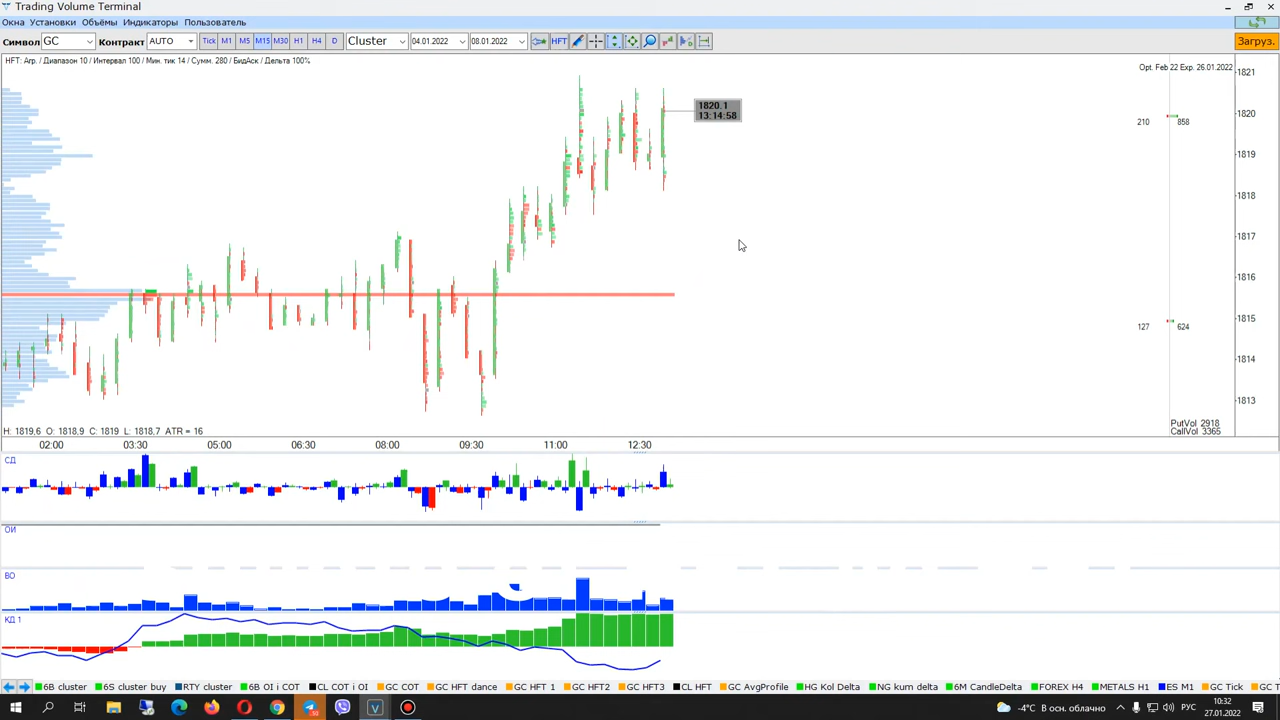 Trading Volume Terminal
Окна Установки Объёмы Индикаторы Пользователь
Символ GC Контракт AUTO Tick M1 M5 M15 M30 H1 H4 D Cluster 04.01.2022 08.01.2022 HFT Загруз.
HFT: Агр. / Диапазон 10 / Интервал 100 / Мин. тик 14 / Сумм. 280 / БидАск / Дельта 100%
Opt. Feb 22 Exp. 26.01.2022
1821
1820.1
13:14:58
1820
210 858
1819
1818
1817
1816
1815
127 624
1814
1813
PutVol 2918
CallVol 3365
H: 1819,6 O: 1818,9 C: 1819 L: 1818,7 ATR = 16
02:00 03:30 05:00 06:30 08:00 09:30 11:00 12:30
СД
ОИ
ВО
КД 1
6B cluster 6S cluster buy RTY cluster 6B OI i COT CL COT i OI GC COT GC HFT dance GC HFT 1 GC HFT2 GC HFT3 CL HFT GC AvgProfile HG Kol Delta NG kum delta 6M CandleDelta FOREX H4 METALS H1 ES M1 GC Tick GC T
-4°C В осн. облачно РУС
10:32
27.01.2022